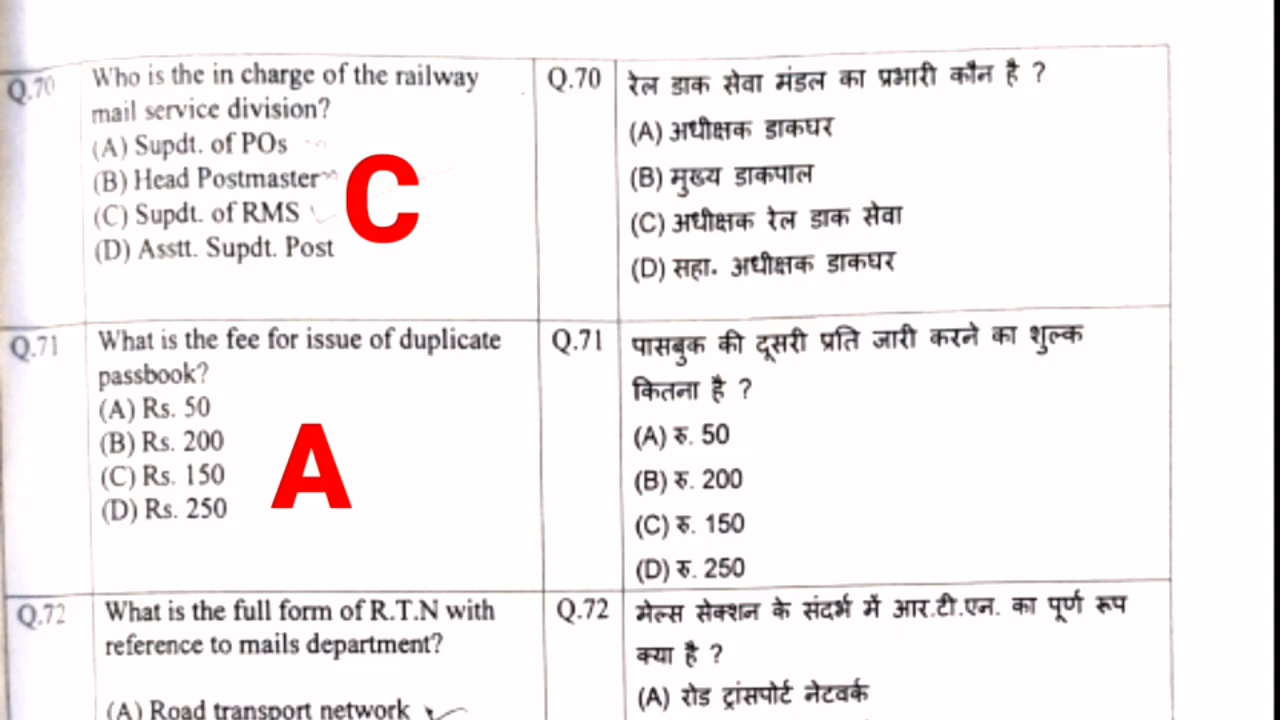 Q.70
Who is the in charge of the railway
mail service division?
(A) Supdt. of POs
(B) Head Postmaster
(C) Supdt. of RMS
(D) Asstt. Supdt. Post
C
Q.70
रेल डाक सेवा मंडल का प्रभारी कौन है ?
(A) अधीक्षक डाकघर
(B) मुख्य डाकपाल
(C) अधीक्षक रेल डाक सेवा
(D) सहा. अधीक्षक डाकघर
Q.71
What is the fee for issue of duplicate
passbook?
(A) Rs. 50
(B) Rs. 200
(C) Rs. 150
(D) Rs. 250
A
Q.71
पासबुक की दूसरी प्रति जारी करने का शुल्क
कितना है ?
(A) रु. 50
(B) रु. 200
(C) रु. 150
(D) रु. 250
Q.72
What is the full form of R.T.N with
reference to mails department?
(A) Road transport network
Q.72
मेल्स सेक्शन के संदर्भ में आर.टी.एन. का पूर्ण रूप
क्या है ?
(A) रोड ट्रांसपोर्ट नेटवर्क